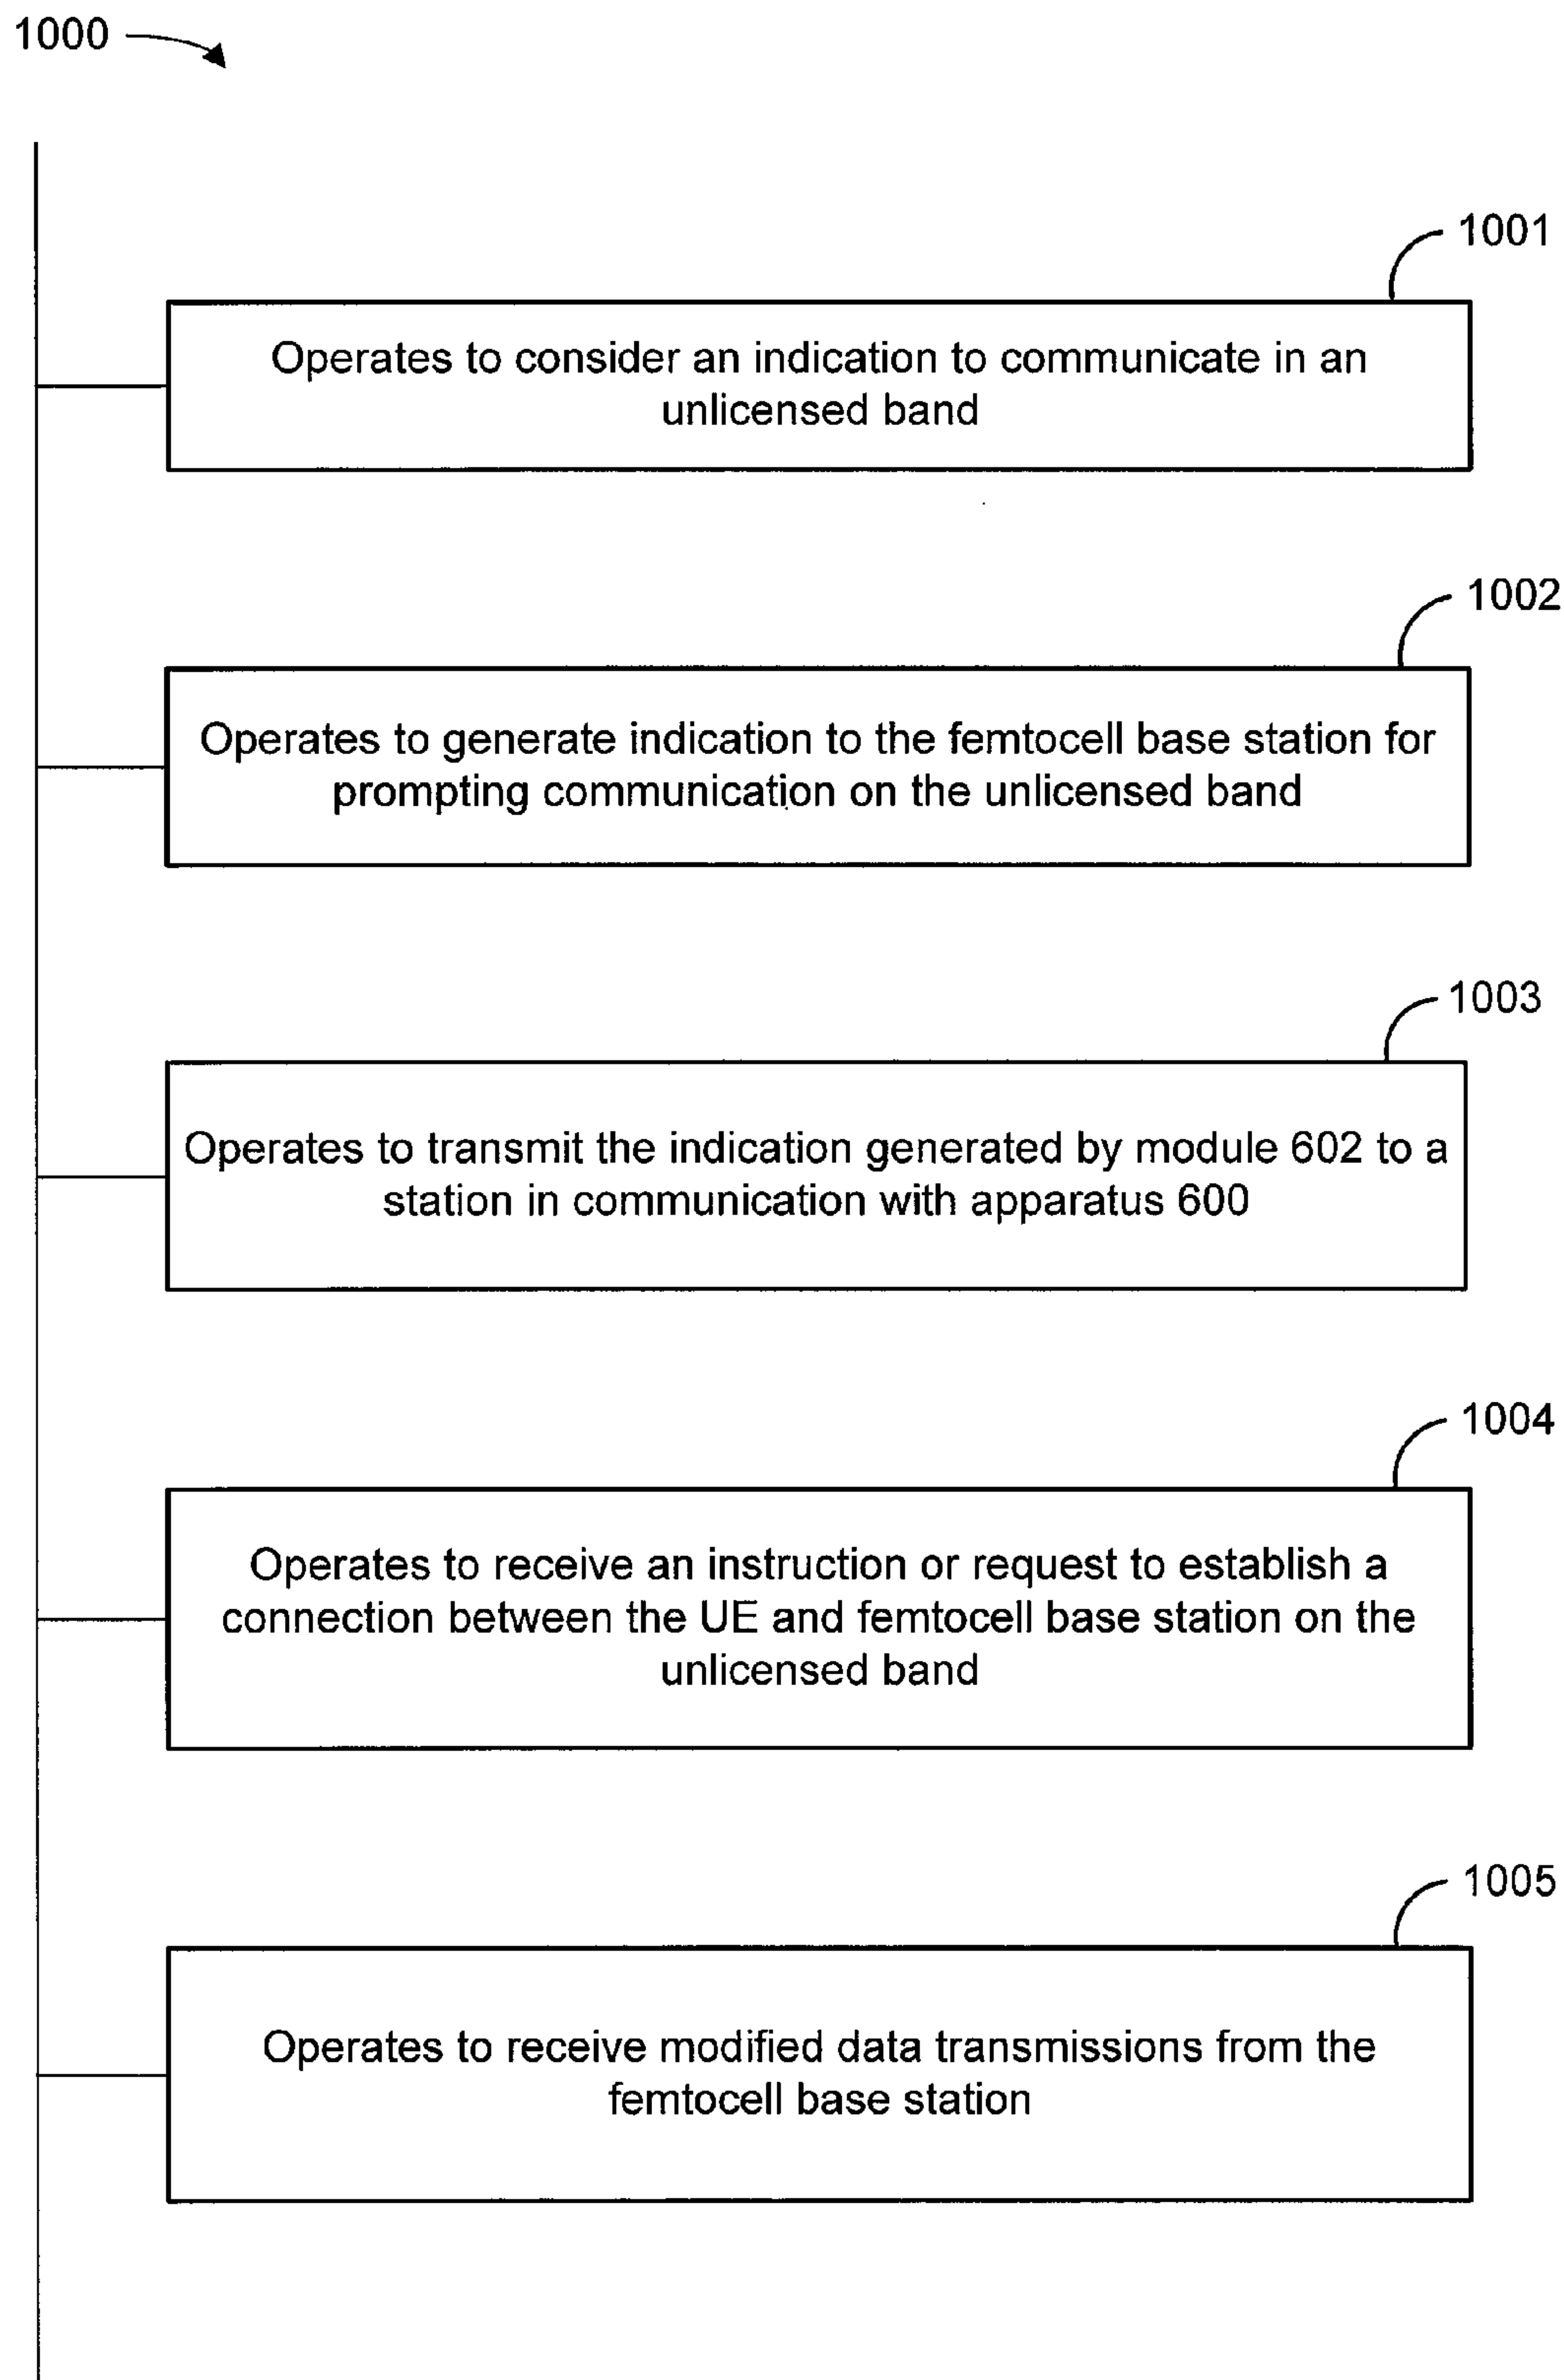 1000
1001
Operates to consider an indication to communicate in an
unlicensed band
1002
Operates to generate indication to the femtocell base station for
prompting communication on the unlicensed band
1003
Operates to transmit the indication generated by module 602 to a
station in communication with apparatus 600
1004
Operates to receive an instruction or request to establish a
connection between the UE and femtocell base station on the
unlicensed band
1005
Operates to receive modified data transmissions from the
femtocell base station